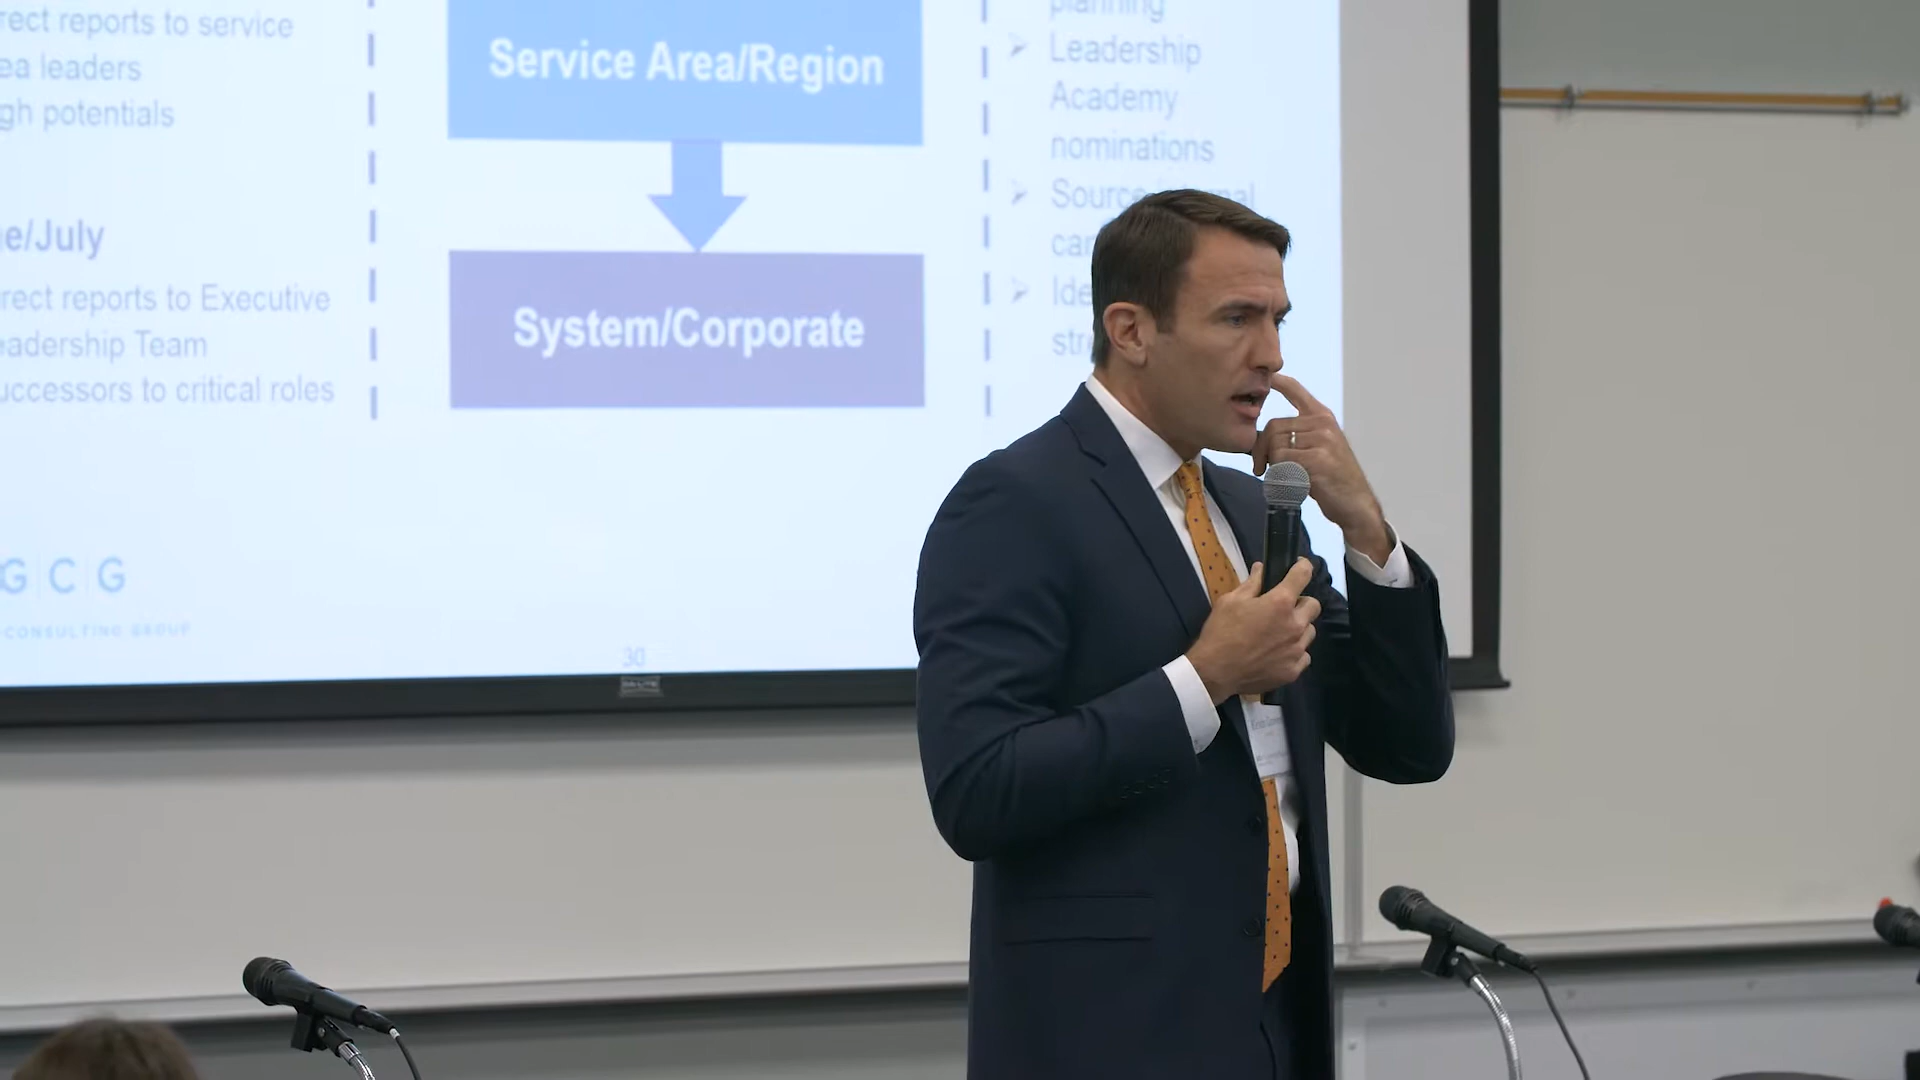 rect reports to service
ea leaders
gh potentials
e/July
rect reports to Executive
eadership Team
uccessors to critical roles
Service Area/Region
System/Corporate
planning
Leadership
Academy
nominations
Source
G C G
CONSULTING GROUP
30